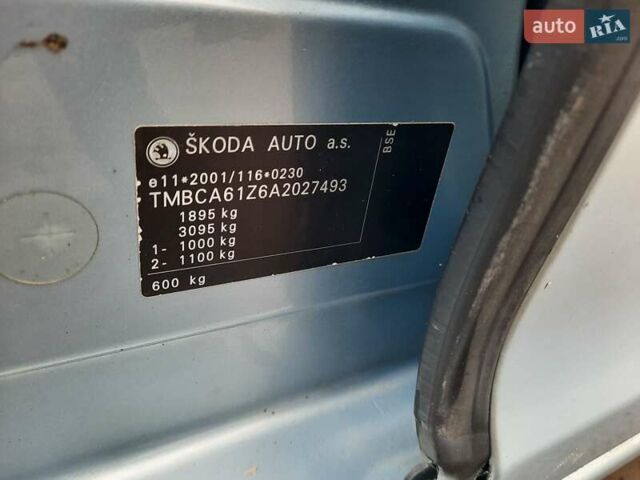 auto RIA.com
ŠKODA AUTO a.s.
BSE
e11*2001/116*0230
TMBCA61Z6A2027493
1895 kg
3095 kg
1- 1000 kg
2- 1100 kg
600 kg